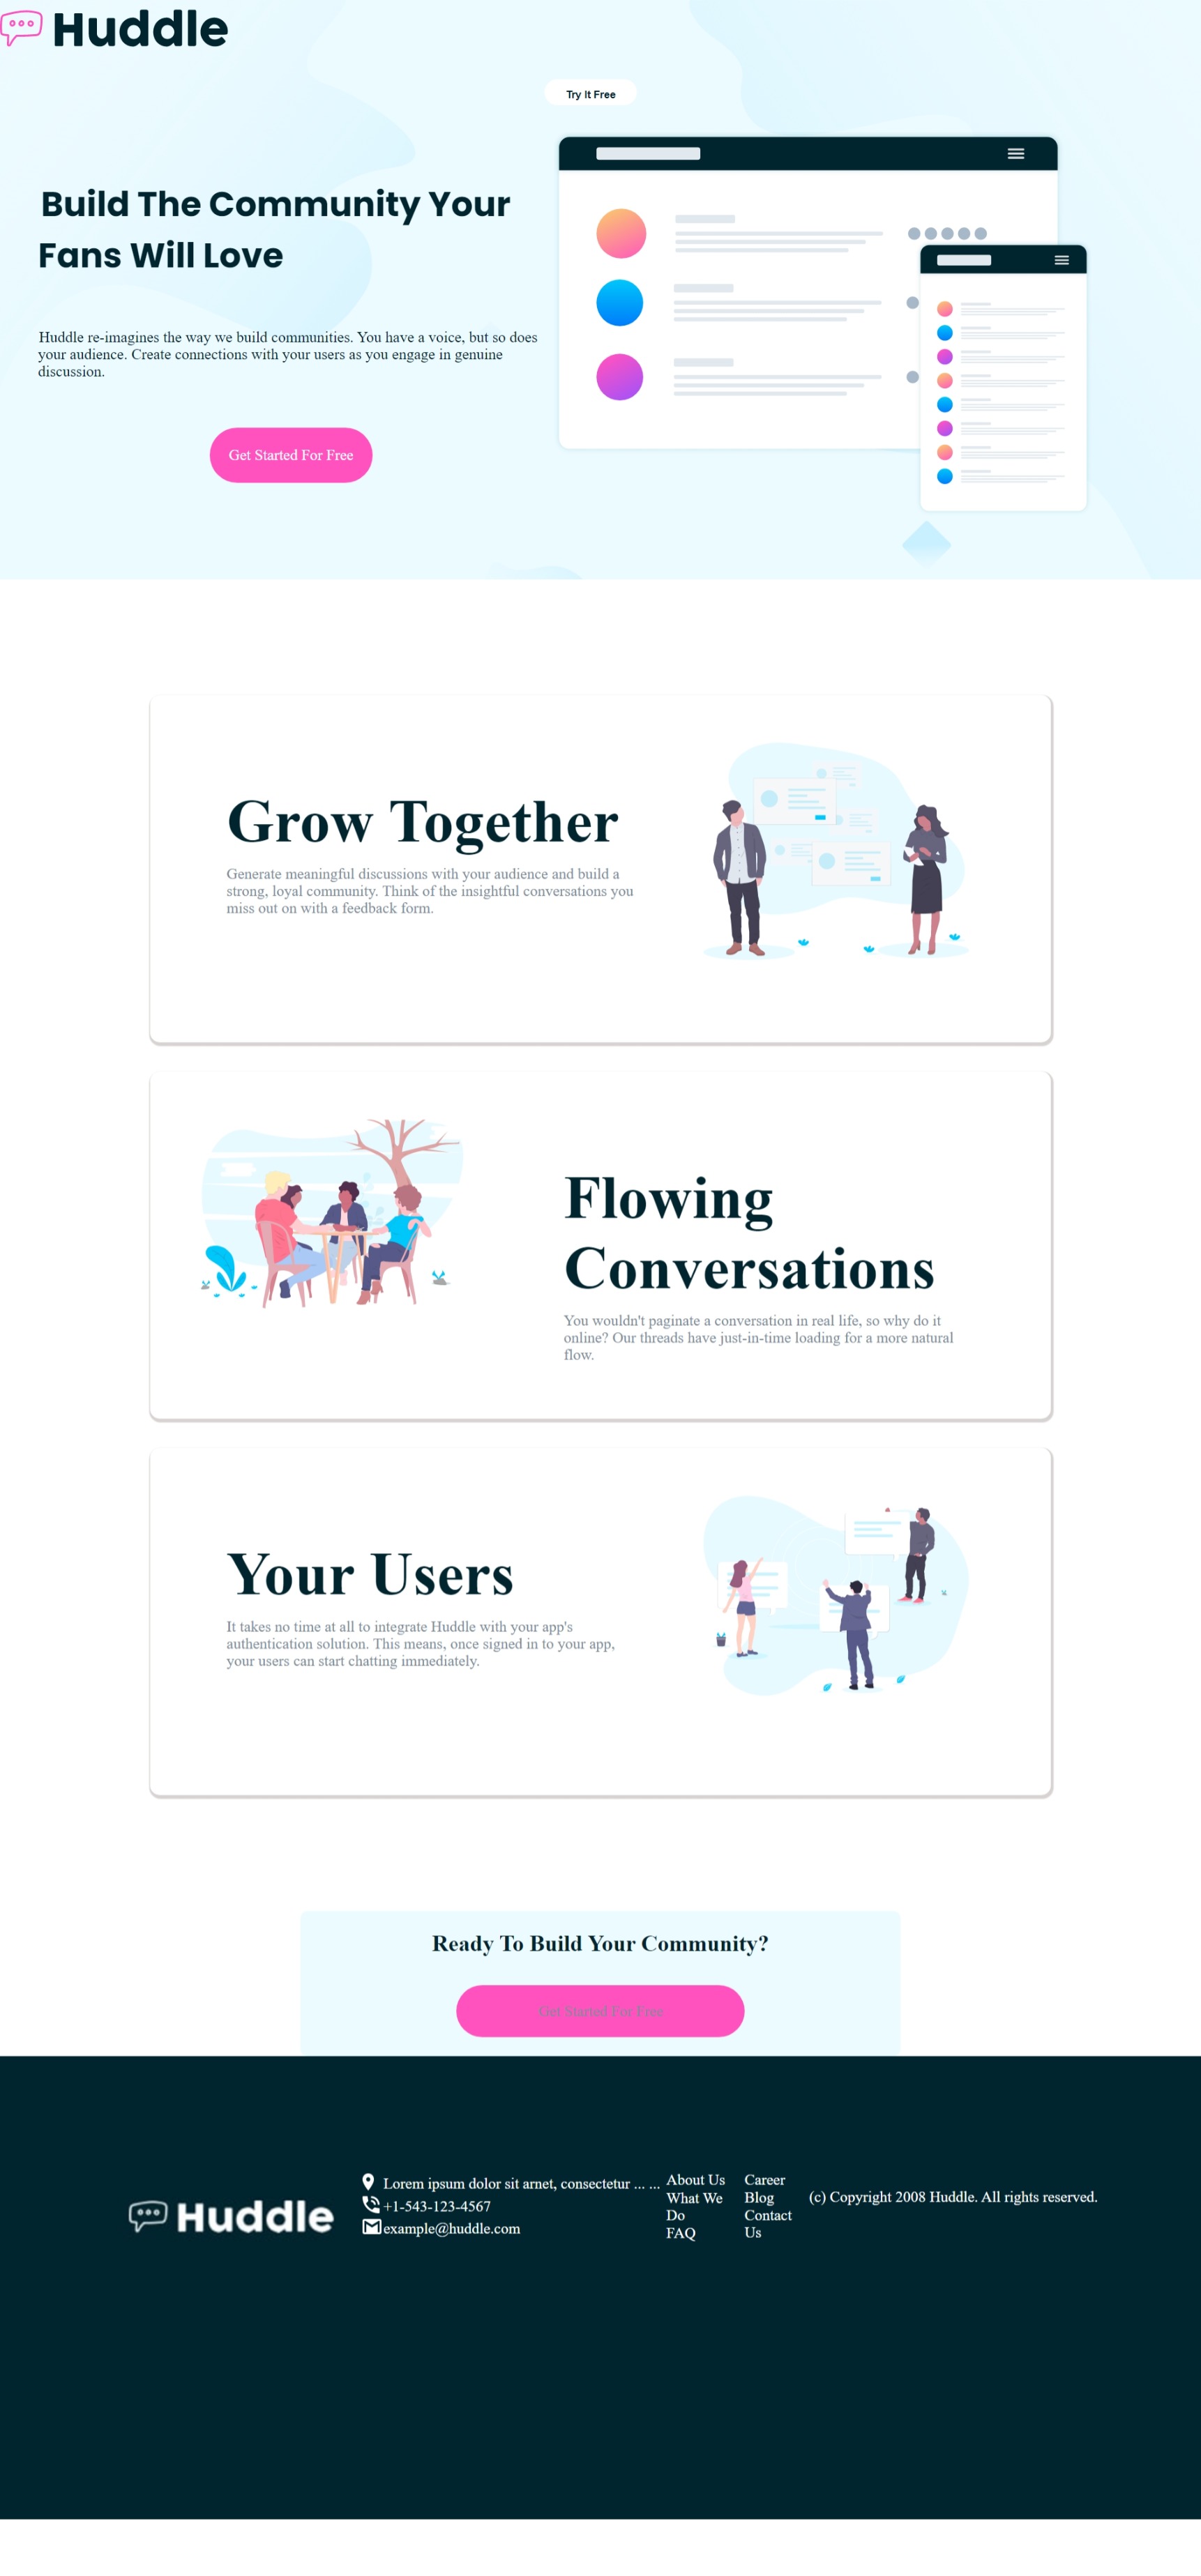 Huddle
Try It Free
Build The Community Your
Fans Will Love
Huddle re-imagines the way we build communities. You have a voice, but so does
your audience. Create connections with your users as you engage in genuine
discussion.
Get Started For Free
Grow Together
Generate meaningful discussions with your audience and build a
strong, loyal community. Think of the insightful conversations you
miss out on with a feedback form.
Flowing
Conversations
You wouldn't paginate a conversation in real life, so why do it
online? Our threads have just-in-time loading for a more natural
flow.
Your Users
It takes no time at all to integrate Huddle with your app's
authentication solution. This means, once signed in to your app,
your users can start chatting immediately.
Ready To Build Your Community?
Get Started For Free
Huddle
Lorem ipsum dolor sit arnet, consectetur ... ...
+1-543-123-4567
example@huddle.com
About Us
What We
Do
FAQ
Career
Blog
Contact
Us
(c) Copyright 2008 Huddle. All rights reserved.